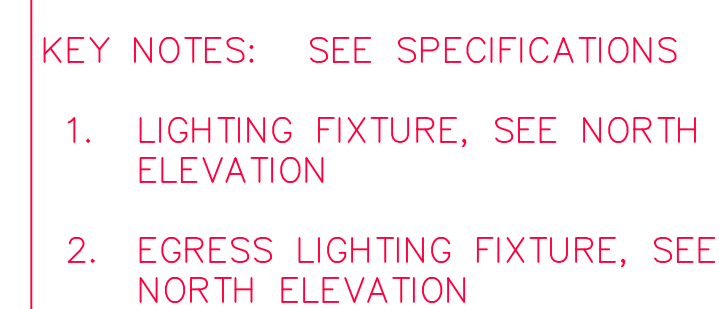 KEY NOTES: SEE SPECIFICATIONS
1. LIGHTING FIXTURE, SEE NORTH
ELEVATION
2. EGRESS LIGHTING FIXTURE, SEE
NORTH ELEVATION